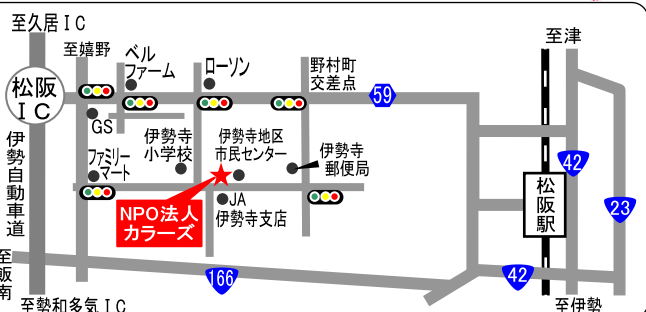 至久居IC
至嬉野
ベル
ファーム
ローソン
野村町
交差点
至津
松阪
IC
59
GS
伊勢寺
小学校
伊勢寺地区
市民センター
伊勢寺
郵便局
ファミリー
マート
伊勢自動車道
JA
伊勢寺支店
NPO法人
カラーズ
42
松阪駅
23
至飯南
166
42
至勢和多気IC
至伊勢